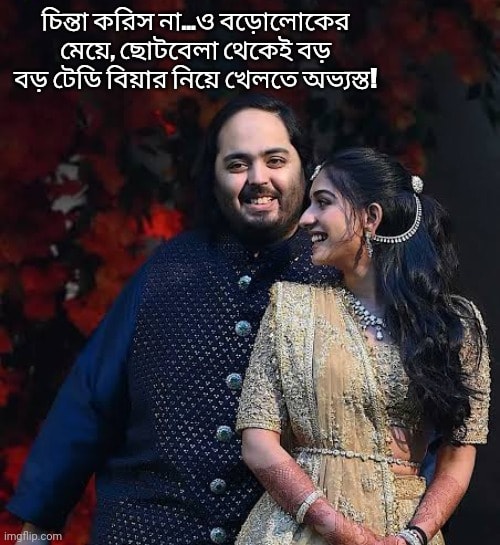 চিন্তা করিস না...ও বড়োলোকের
মেয়ে, ছোটবেলা থেকেই বড়
বড় টেডি বিয়ার নিয়ে খেলতে অভ্যস্ত!
imgflip.com